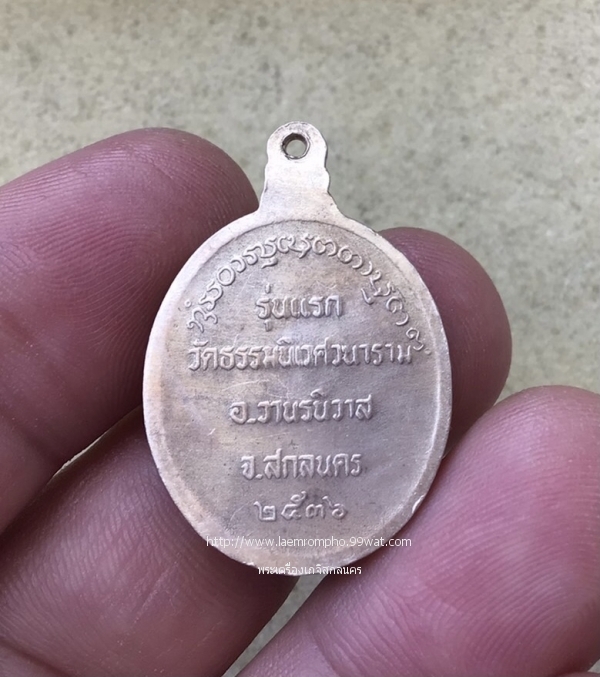 รุ่นแรก
วัดธรรมนิเวศวนาราม
อ.วานรนิวาส
จ.สกลนคร
๒๕๓๖
http://www.laemrompho.99wat.com
พระเครื่องเกจิสกลนคร